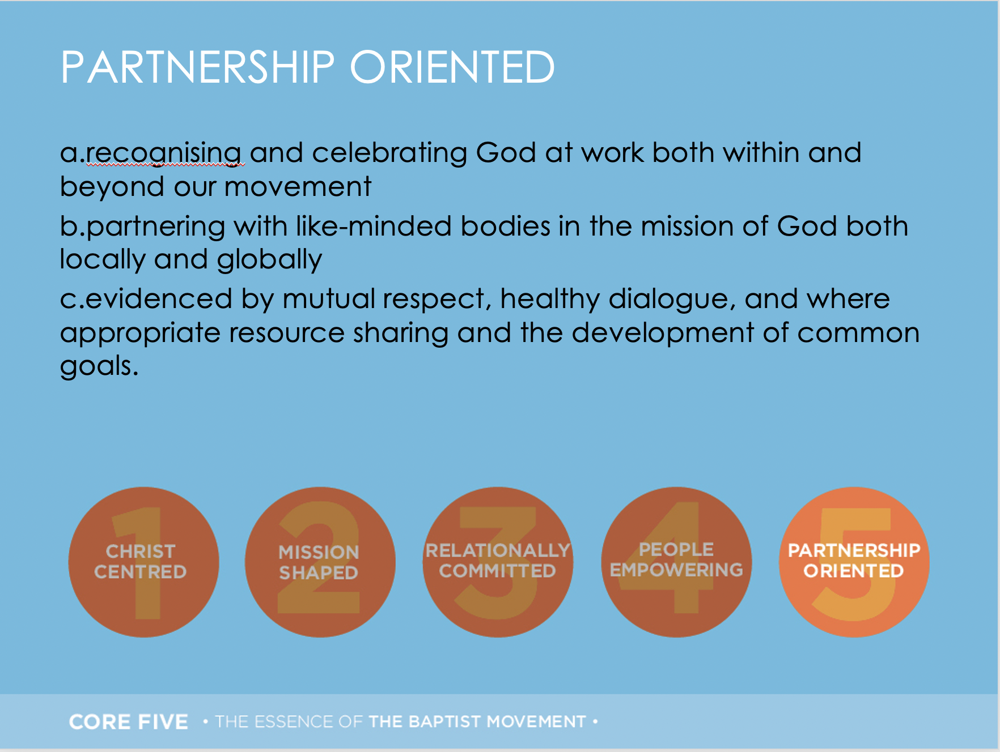 PARTNERSHIP ORIENTED
a.recognising and celebrating God at work both within and
beyond our movement
b.partnering with like-minded bodies in the mission of God both
locally and globally
c.evidenced by mutual respect, healthy dialogue, and where
appropriate resource sharing and the development of common
goals.
1
CHRIST
CENTRED
2
MISSION
SHAPED
3
RELATIONALLY
COMMITTED
4
PEOPLE
EMPOWERING
5
PARTNERSHIP
ORIENTED
CORE FIVE • THE ESSENCE OF THE BAPTIST MOVEMENT •